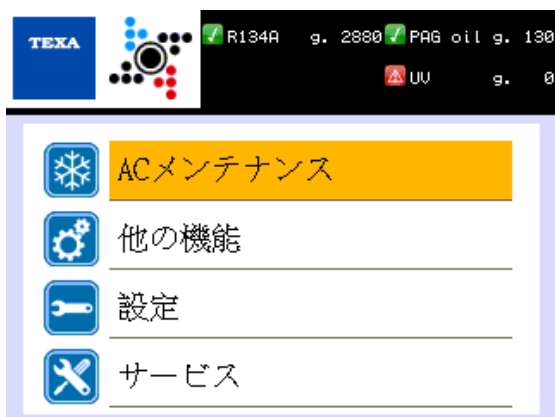 TEXA
R134A g. 2880 PAG oil g. 130
UV g. 0
ACメンテナンス
他の機能
設定
サービス